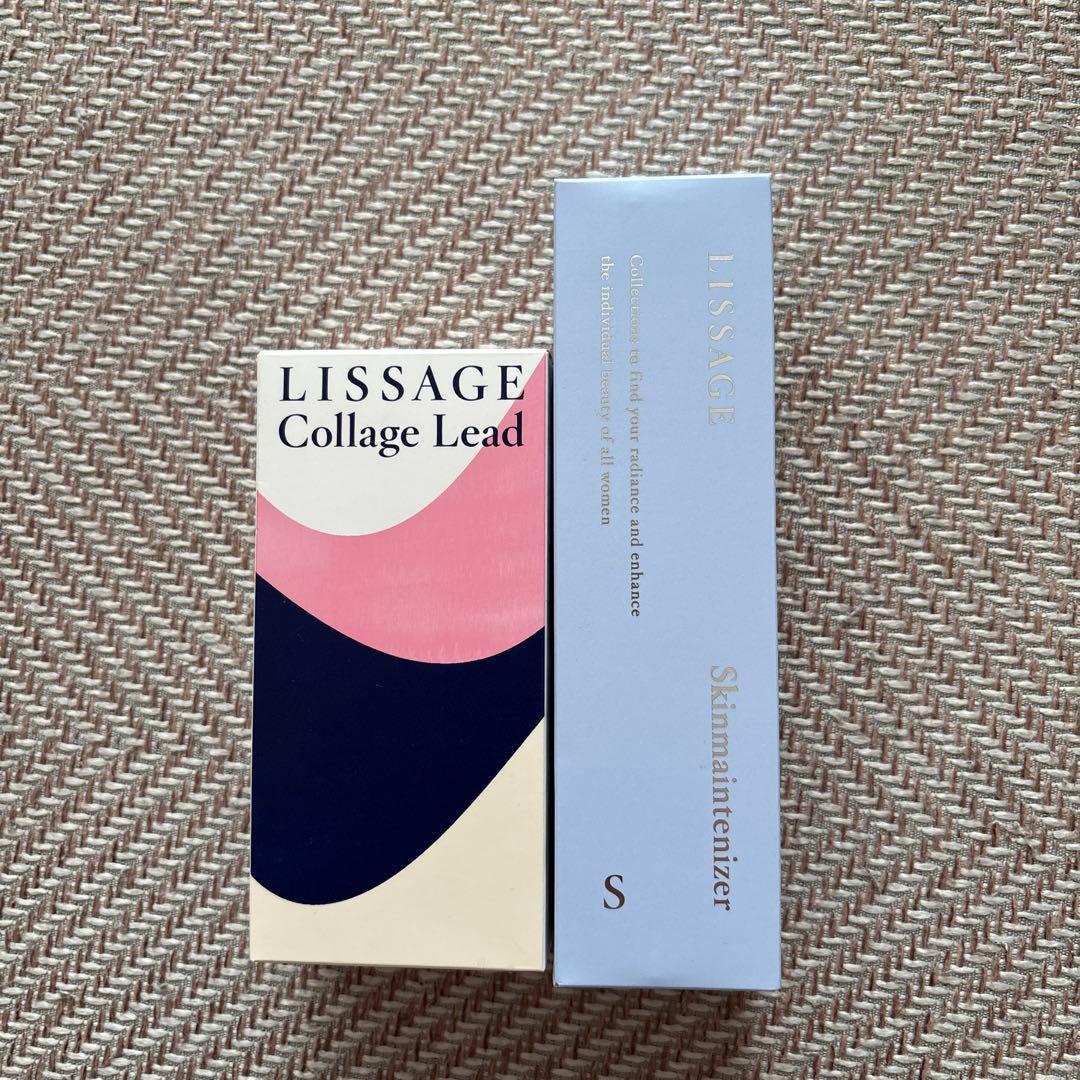 LISSAGE
Collage Lead
LISSAGE
Collections to find your radiance and enhance
the individual beauty of all women
Skinmaintenizer
S